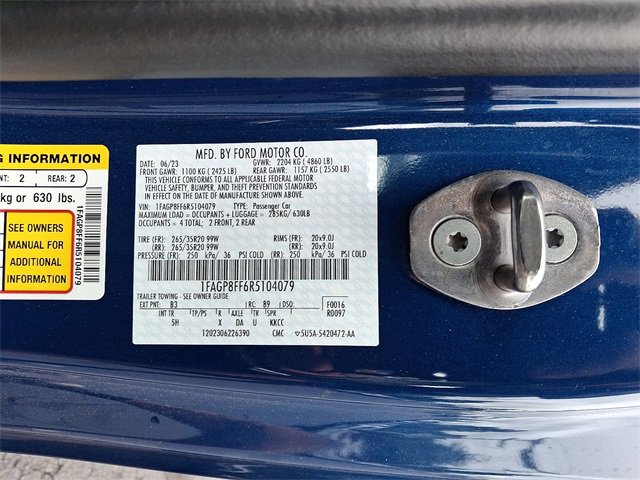 G INFORMATION
NT: 2 REAR: 2
kg or 630 lbs.
SEE OWNERS
MANUAL FOR
ADDITIONAL
INFORMATION
1FAGP8FF6R5104079
MFD. BY FORD MOTOR CO.
DATE: 06/23 GVWR: 2204 KG ( 4860 LB)
FRONT GAWR: 1100 KG ( 2425 LB) REAR GAWR: 1157 KG ( 2550 LB)
THIS VEHICLE CONFORMS TO ALL APPLICABLE FEDERAL MOTOR
VEHICLE SAFETY, BUMPER, AND THEFT PREVENTION STANDARDS
IN EFFECT ON THE DATE OF MANUFACTURE SHOWN ABOVE.
VIN: 1FAGP8FF6R5104079 TYPE: Passenger Car
MAXIMUM LOAD = OCCUPANTS + LUGGAGE = 285KG/ 630LB
OCCUPANTS = 4 TOTAL; 2 FRONT, 2 REAR
TIRE (FR): 265/35R20 99W RIMS (FR): 20x9.0J
(RR): 265/35R20 99W (RR): 20x9.0J
PRESSURE (FR): 250 kPa/ 36 PSI COLD (RR): 250 kPa/ 36 PSI COLD
1FAGP8FF6R5104079
TRAILER TOWING - SEE OWNER GUIDE
EXT PNT: B3 RC: 89 DSO: F0016
INT TR TP/PS R AXLE TR SPR R0097
5H X DA U KKCC
1202306226390 CMC 5U5A-5420472-AA